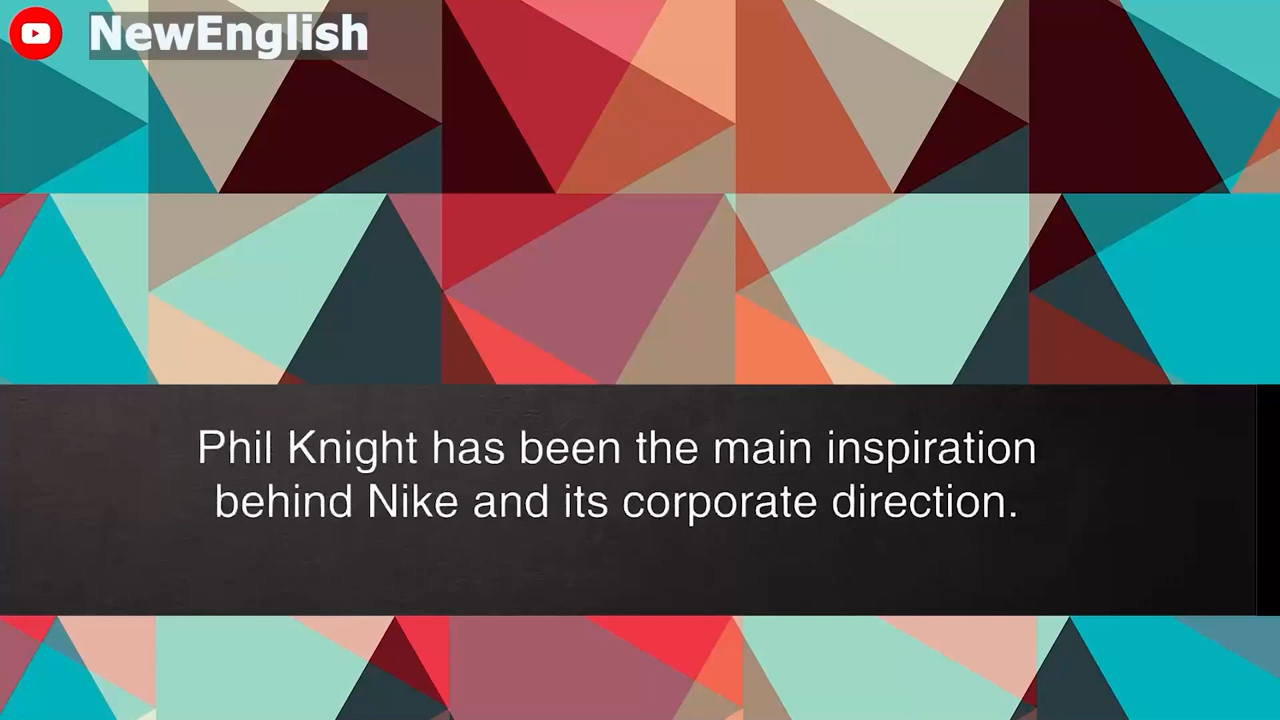 NewEnglish
Phil Knight has been the main inspiration
behind Nike and its corporate direction.